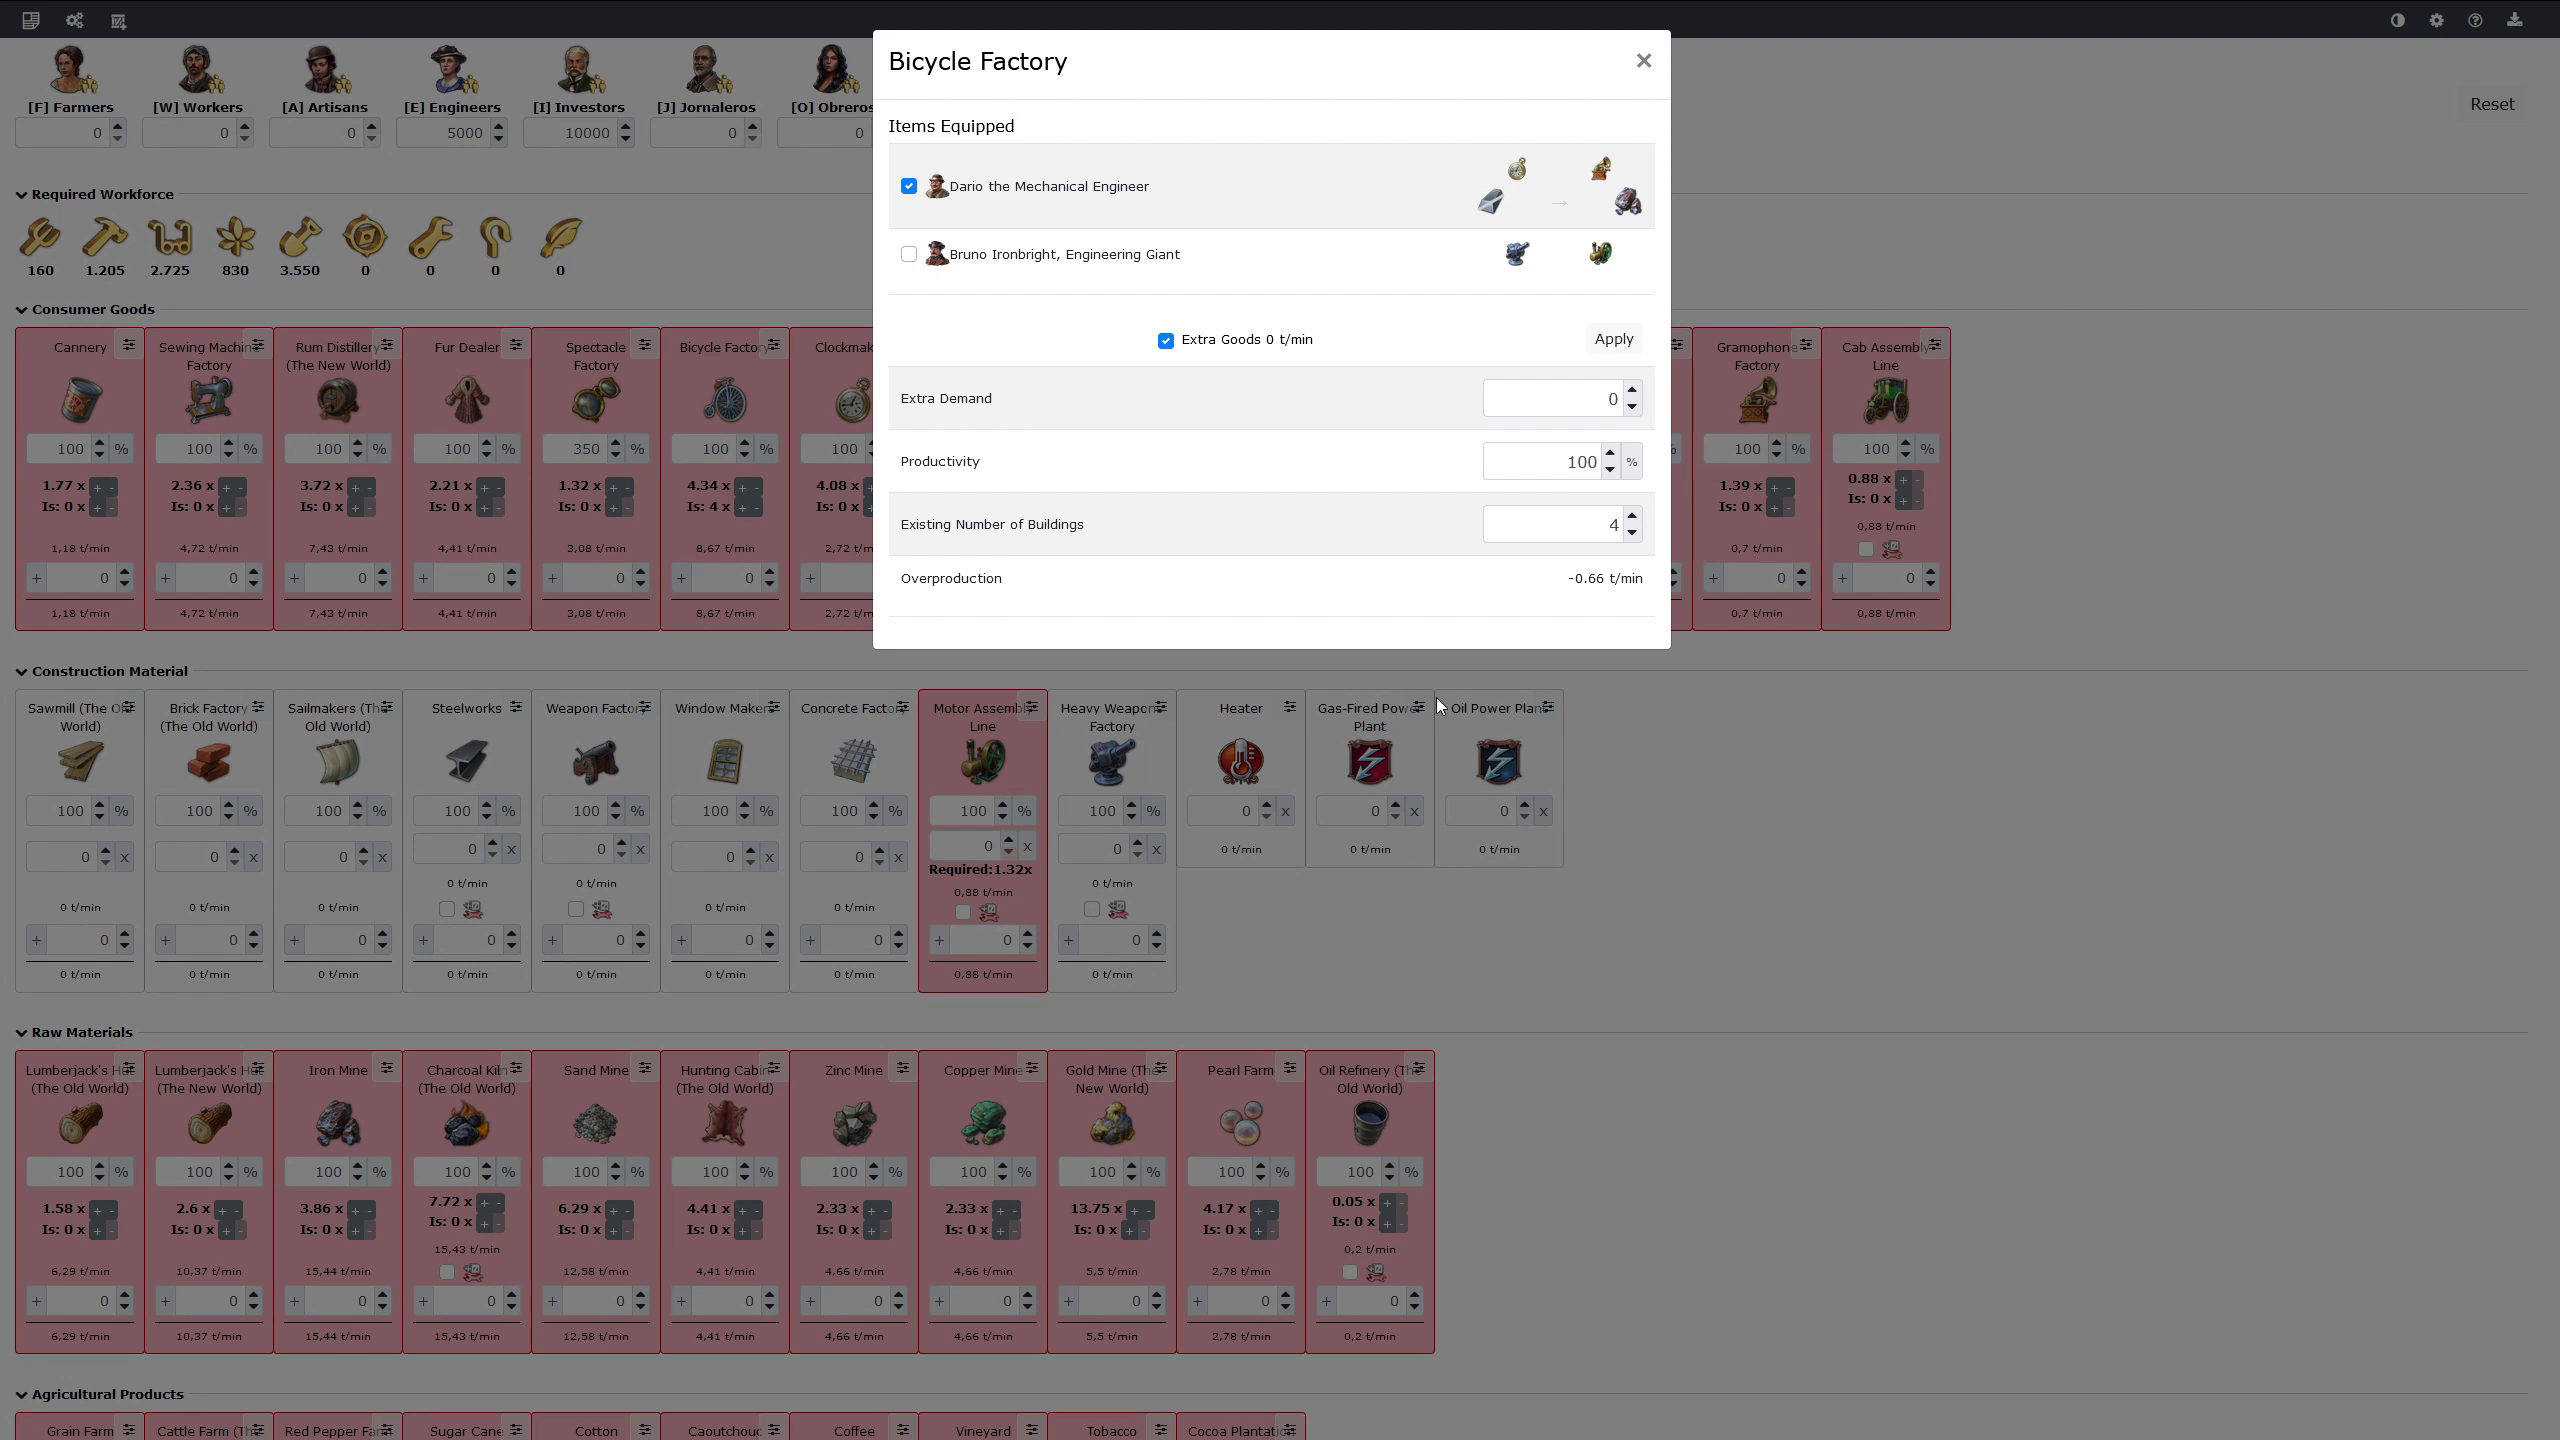 Bicycle Factory
×
[F] Farmers [W] Workers [A] Artisans [E] Engineers [I] Investors [J] Jornaleros [O] Obreros
0 0 0 5000 10000 0 0
Reset
Items Equipped
Dario the Mechanical Engineer
→
Bruno Ironbright, Engineering Giant
Extra Goods 0 t/min
Apply
Extra Demand 0
Productivity 100 %
Existing Number of Buildings 4
Overproduction -0.66 t/min
Required Workforce
160 1.205 2.725 830 3.550 0 0 0 0
Consumer Goods
Cannery
1.77 x + -
Is: 0 x + -
100 %
1,18 t/min
+ 0
1,18 t/min
Sewing Machine
Factory
100 %
2.36 x + -
Is: 0 x + -
4,72 t/min
+ 0
4,72 t/min
Rum Distillery
(The New World)
100 %
3.72 x + -
Is: 0 x + -
7,43 t/min
+ 0
7,43 t/min
Fur Dealer
100 %
2.21 x + -
Is: 0 x + -
4,41 t/min
+ 0
4,41 t/min
Spectacle
Factory
350 %
1.32 x + -
Is: 0 x + -
3,08 t/min
+ 0
3,08 t/min
Bicycle Factory
100 %
4.34 x + -
Is: 4 x + -
8,67 t/min
+ 0
8,67 t/min
Clockmak
100
4.08
Is: 0 x
2,72 t/min
+
2,72 t/min
Gramophone
Factory
100 %
1.39 x + -
Is: 0 x + -
0,7 t/min
+ 0
0,7 t/min
Cab Assembly
Line
100 %
0.88 x + -
Is: 0 x + -
0,88 t/min
+ 0
0,88 t/min
Construction Material
Sawmill (The Old
World)
100 %
0 x
0 t/min
+ 0
0 t/min
Brick Factory
(The Old World)
100 %
0 x
0 t/min
+ 0
0 t/min
Sailmakers (The
Old World)
100 %
0 x
0 t/min
+ 0
0 t/min
Steelworks
100 %
0 x
0 t/min
+ 0
0 t/min
Weapon Factory
100 %
0 x
0 t/min
+ 0
0 t/min
Window Makers
100 %
0 x
0 t/min
+ 0
0 t/min
Concrete Factory
100 %
0 x
0 t/min
+ 0
0 t/min
Motor Assembly
Line
100 %
0 x
Required:1.32x
0,88 t/min
+ 0
0,88 t/min
Heavy Weapons
Factory
100 %
0 x
0 t/min
+ 0
0 t/min
Heater
0 x
0 t/min
Gas-Fired Power
Plant
0 x
0 t/min
Oil Power Plant
0 x
0 t/min
Raw Materials
Lumberjack's Hut
(The Old World)
100 %
1.58 x + -
Is: 0 x + -
6,29 t/min
+ 0
6,29 t/min
Lumberjack's Hut
(The New World)
100 %
2.6 x + -
Is: 0 x + -
10,37 t/min
+ 0
10,37 t/min
Iron Mine
100 %
3.86 x + -
Is: 0 x + -
15,44 t/min
+ 0
15,44 t/min
Charcoal Kiln
(The Old World)
100 %
7.72 x + -
Is: 0 x + -
15,43 t/min
+ 0
15,43 t/min
Sand Mine
100 %
6.29 x + -
Is: 0 x + -
12,58 t/min
+ 0
12,58 t/min
Hunting Cabin
(The Old World)
100 %
4.41 x + -
Is: 0 x + -
4,41 t/min
+ 0
4,41 t/min
Zinc Mine
100 %
2.33 x + -
Is: 0 x + -
4,66 t/min
+ 0
4,66 t/min
Copper Mine
100 %
2.33 x + -
Is: 0 x + -
4,66 t/min
+ 0
4,66 t/min
Gold Mine (The
New World)
100 %
13.75 x + -
Is: 0 x + -
5,5 t/min
+ 0
5,5 t/min
Pearl Farm
100 %
4.17 x + -
Is: 0 x + -
2,78 t/min
+ 0
2,78 t/min
Oil Refinery (The
Old World)
100 %
0.05 x + -
Is: 0 x + -
0,2 t/min
+ 0
0,2 t/min
Agricultural Products
Grain Farm Cattle Farm (The Red Pepper Farm Sugar Cane Cotton Caoutchouc Coffee Vineyard Tobacco Cocoa Plantation